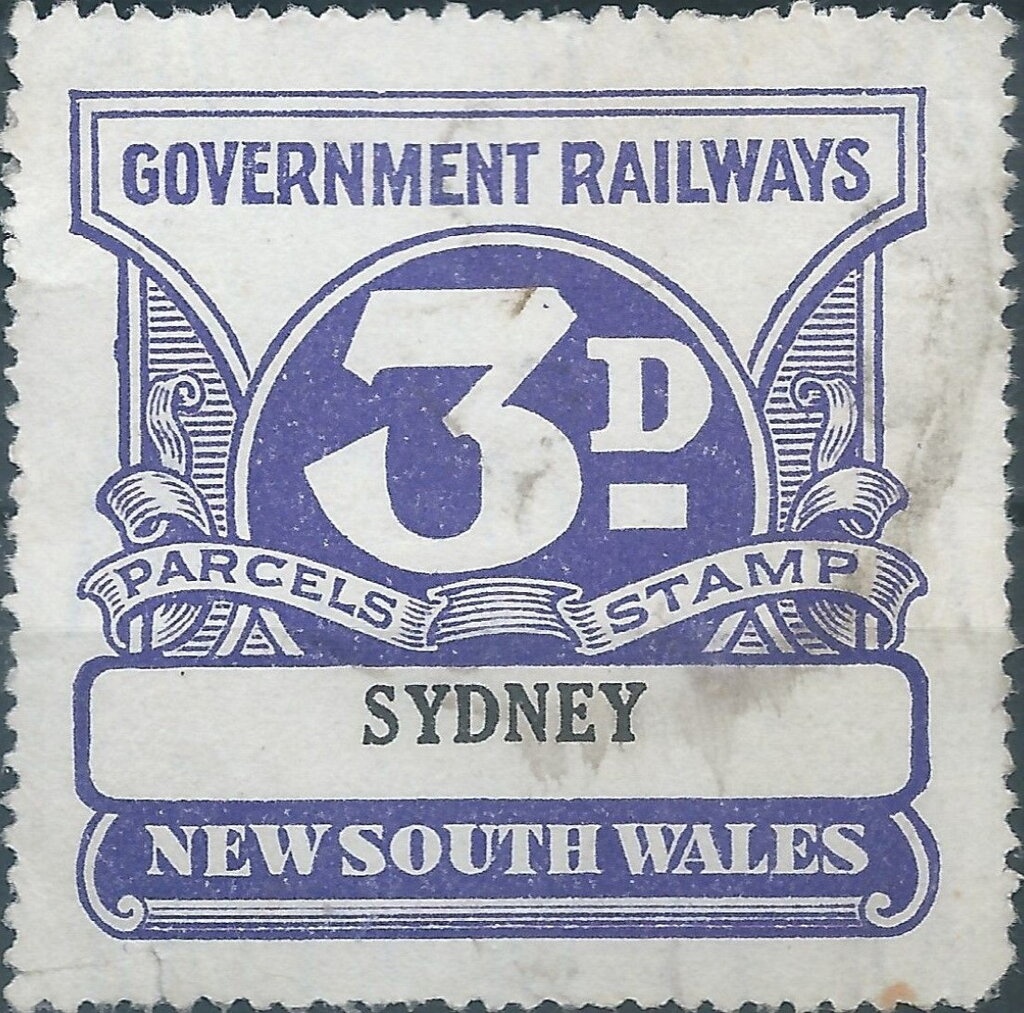 GOVERNMENT RAILWAYS
3D
PARCELS STAMP
SYDNEY
NEW SOUTH WALES